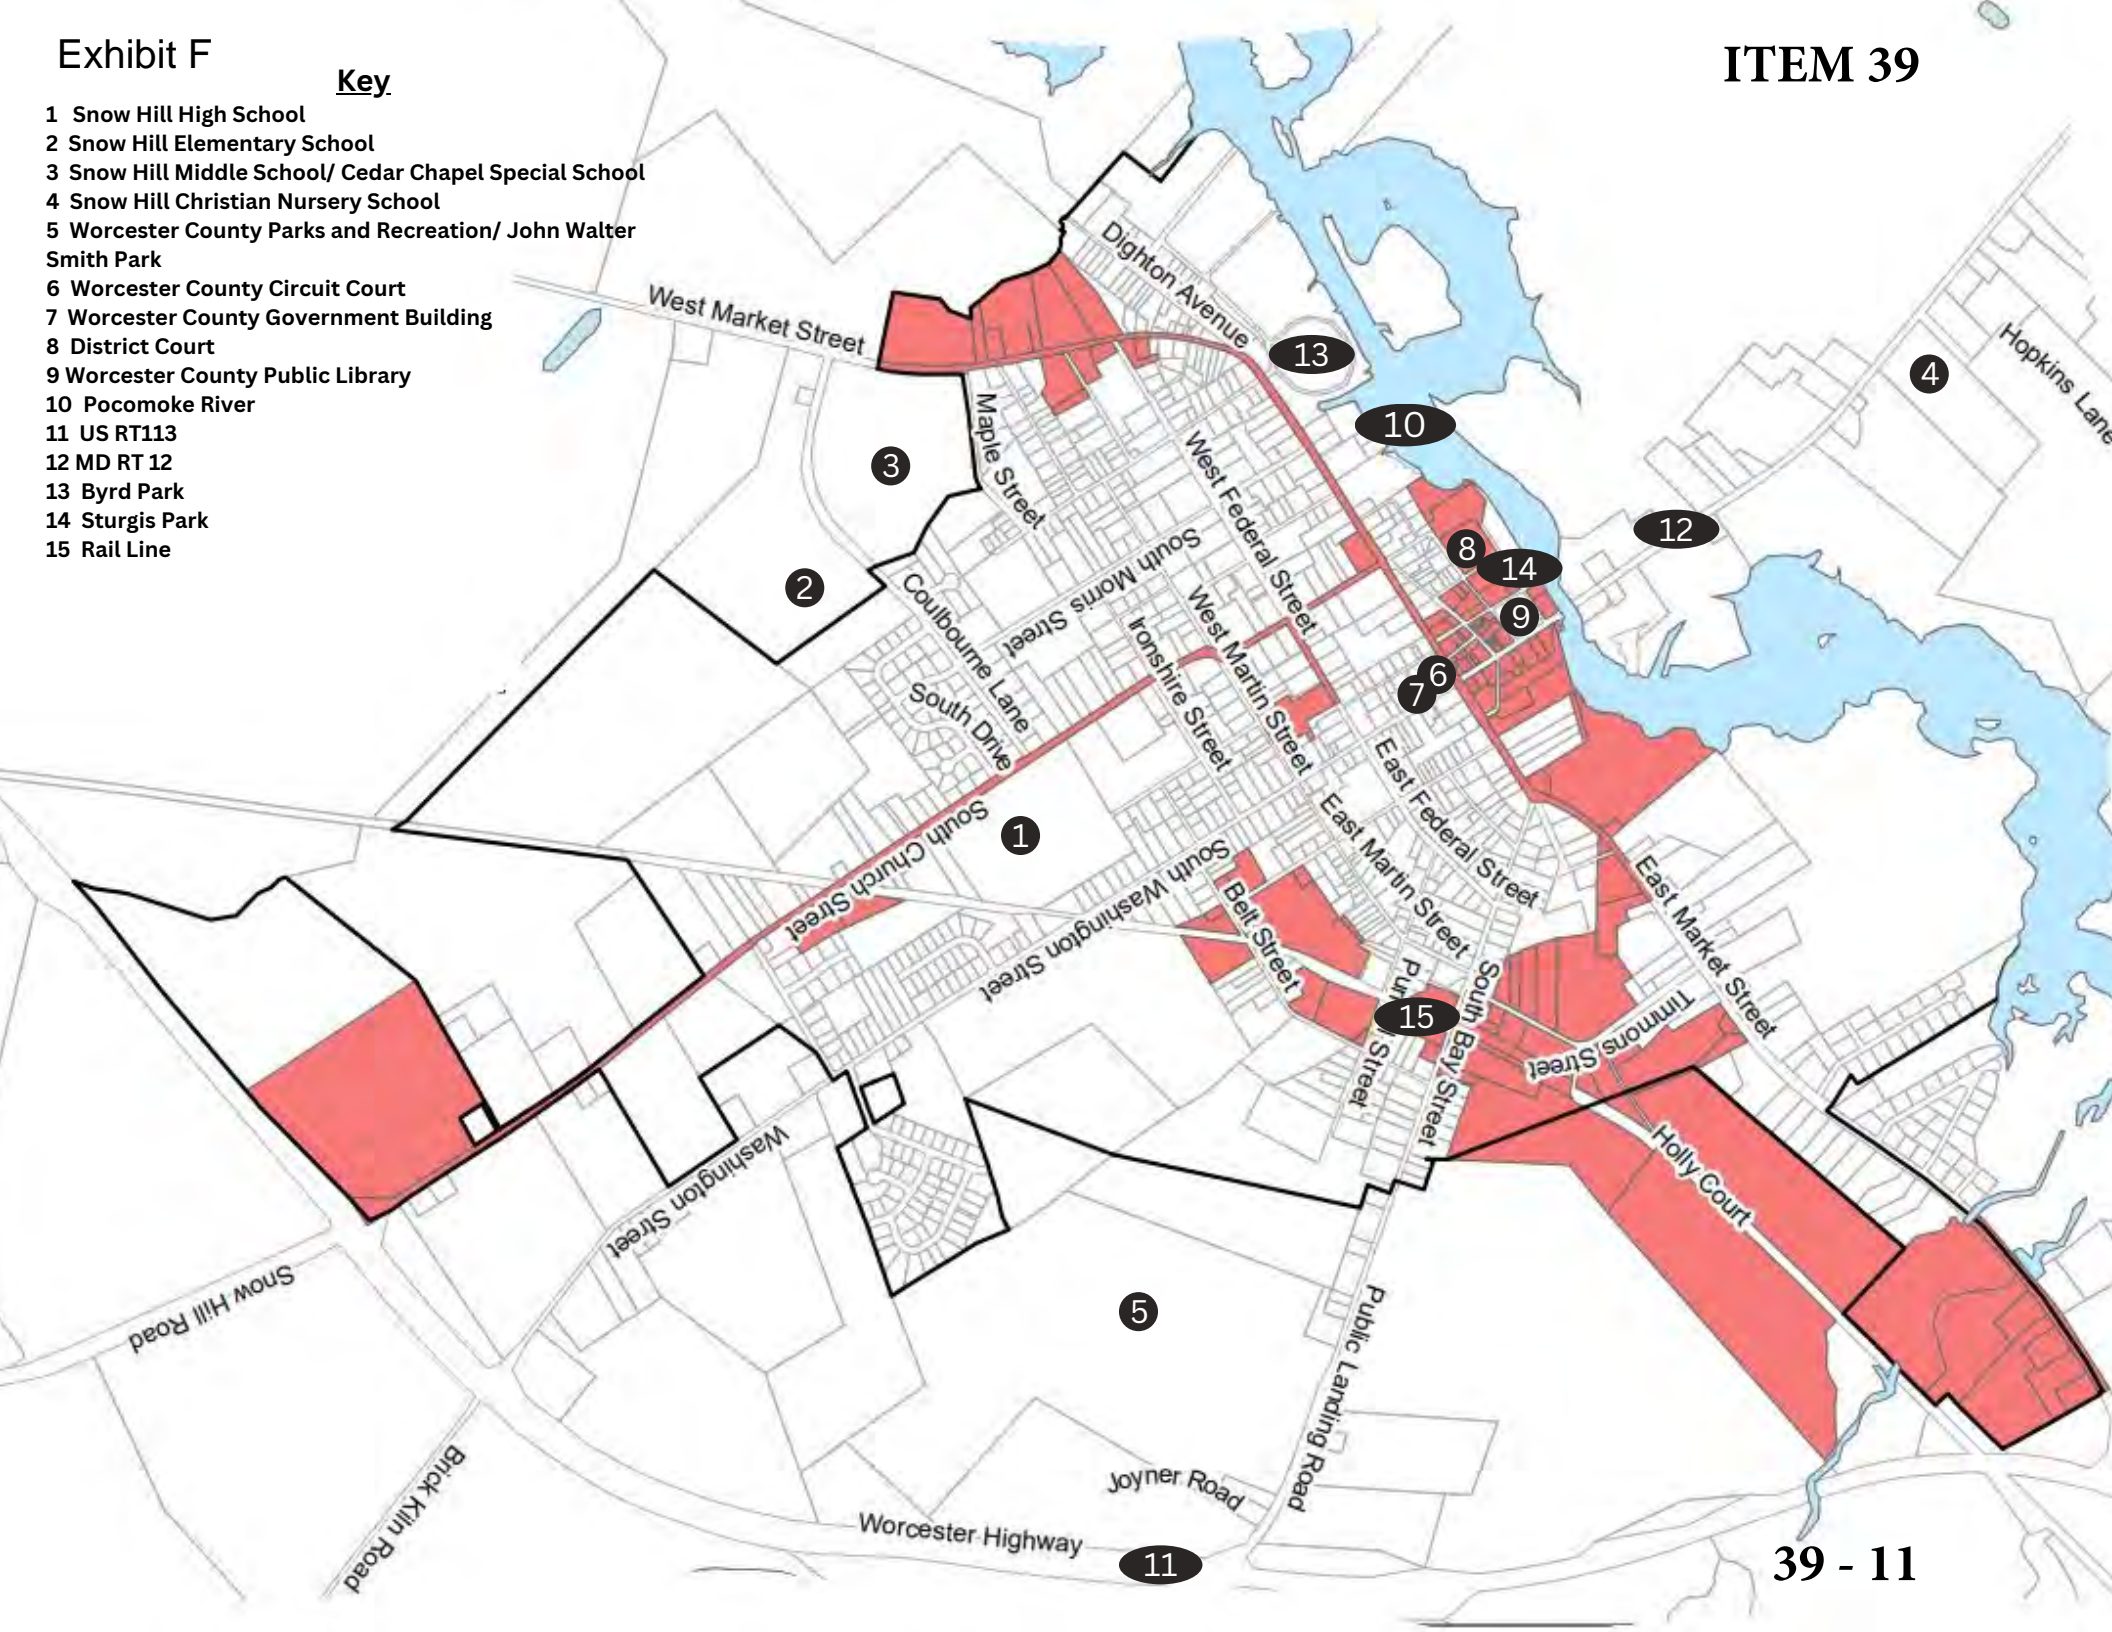 Exhibit F
ITEM 39
Key
1 Snow Hill High School
2 Snow Hill Elementary School
3 Snow Hill Middle School/ Cedar Chapel Special School
4 Snow Hill Christian Nursery School
5 Worcester County Parks and Recreation/ John Walter
Smith Park
6 Worcester County Circuit Court
7 Worcester County Government Building
8 District Court
9 Worcester County Public Library
10 Pocomoke River
11 US RT113
12 MD RT 12
13 Byrd Park
14 Sturgis Park
15 Rail Line
Dighton Avenue
West Market Street
13
Hopkins Lane
4
10
Maple Street
3
West Federal Street
12
8
14
South Morris Street
2
9
Coulbourne Lane
West Martin Street
Ironshire Street
6
7
South Drive
East Federal Street
South Church Street
1
East Martin Street
South Washington Street
Belt Street
East Market Street
15
Street
South Bay Street
Timmons Street
Holly Court
Washington Street
Snow Hill Road
5
Public Landing Road
Brick Kiln Road
Joyner Road
Worcester Highway
11
39 - 11